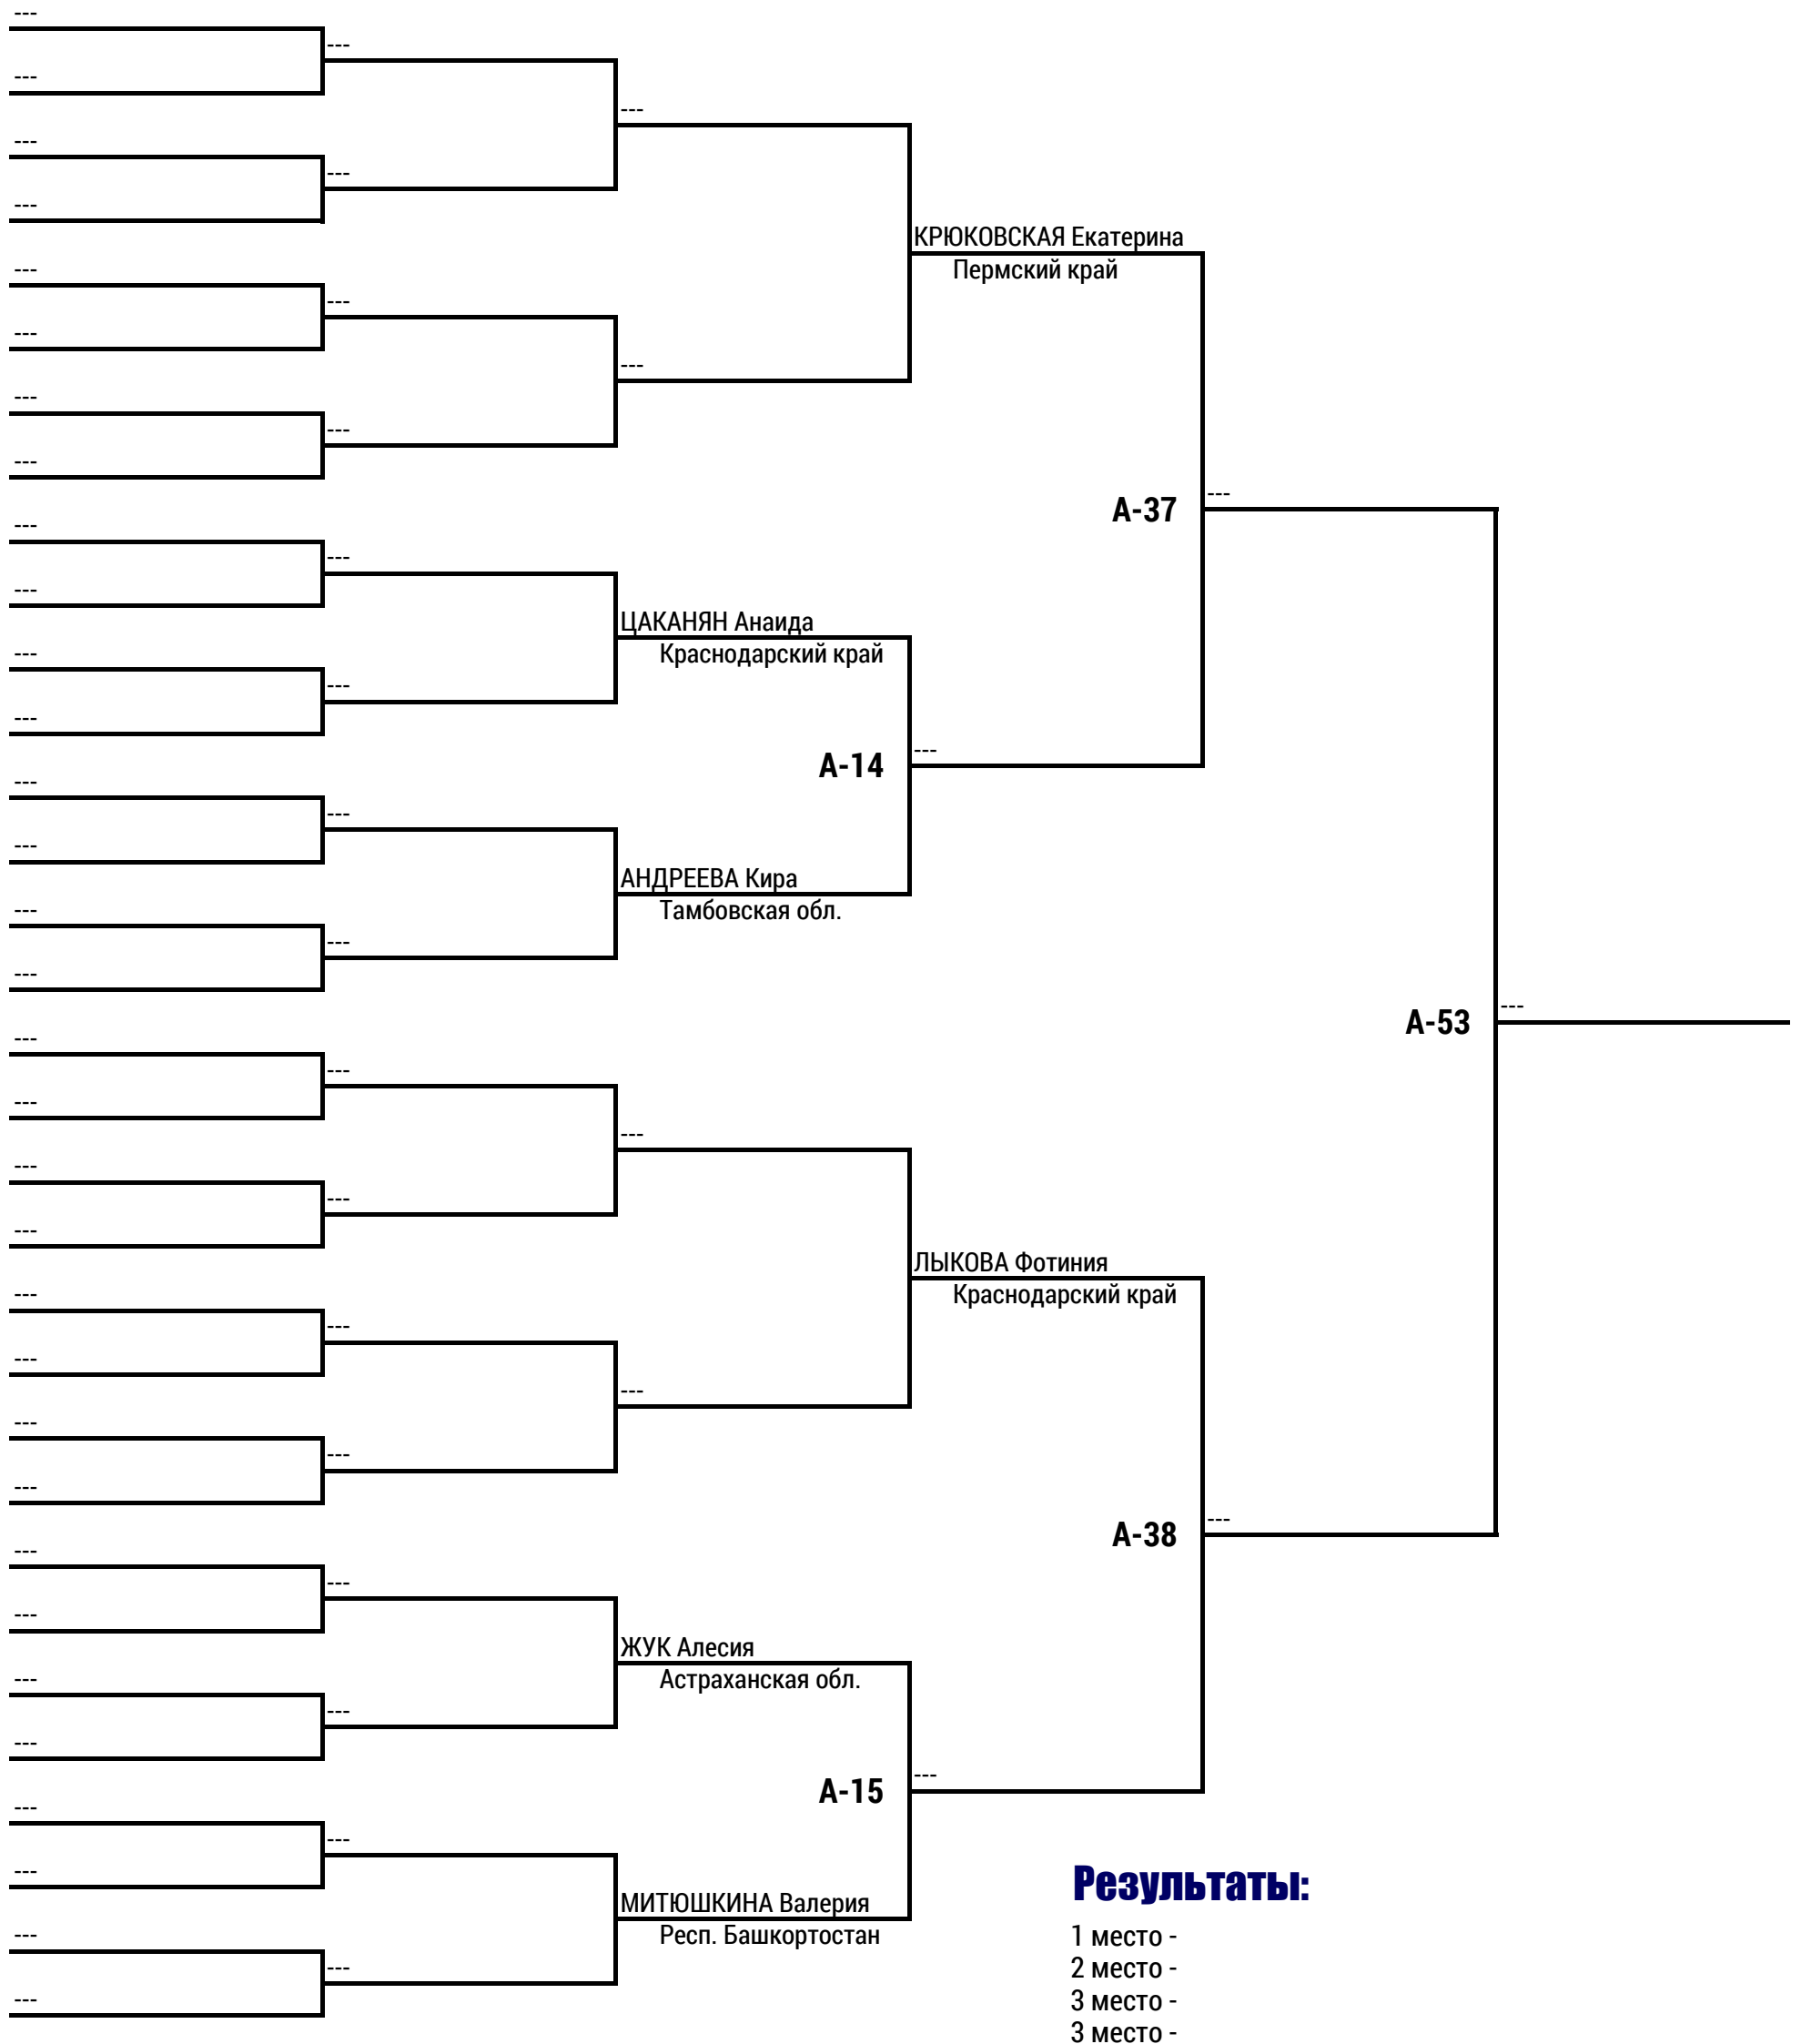 ---
---
---
---
---
---
---
---
---
---
КРЮКОВСКАЯ Екатерина
Пермский край
---
---
---
---
---
---
---
---
А-37
---
---
---
---
ЦАКАНЯН Анаида
Краснодарский край
---
---
---
А-14
---
---
---
---
АНДРЕЕВА Кира
Тамбовская обл.
---
---
---
А-53
---
---
---
---
---
---
---
---
ЛЫКОВА Фотиния
Краснодарский край
---
---
---
---
---
---
---
А-38
---
---
---
---
ЖУК Алесия
Астраханская обл.
---
---
---
А-15
---
---
---
---
МИТЮШКИНА Валерия
Респ. Башкортостан
---
---
---
Результаты:
1 место -
2 место -
3 место -
3 место -